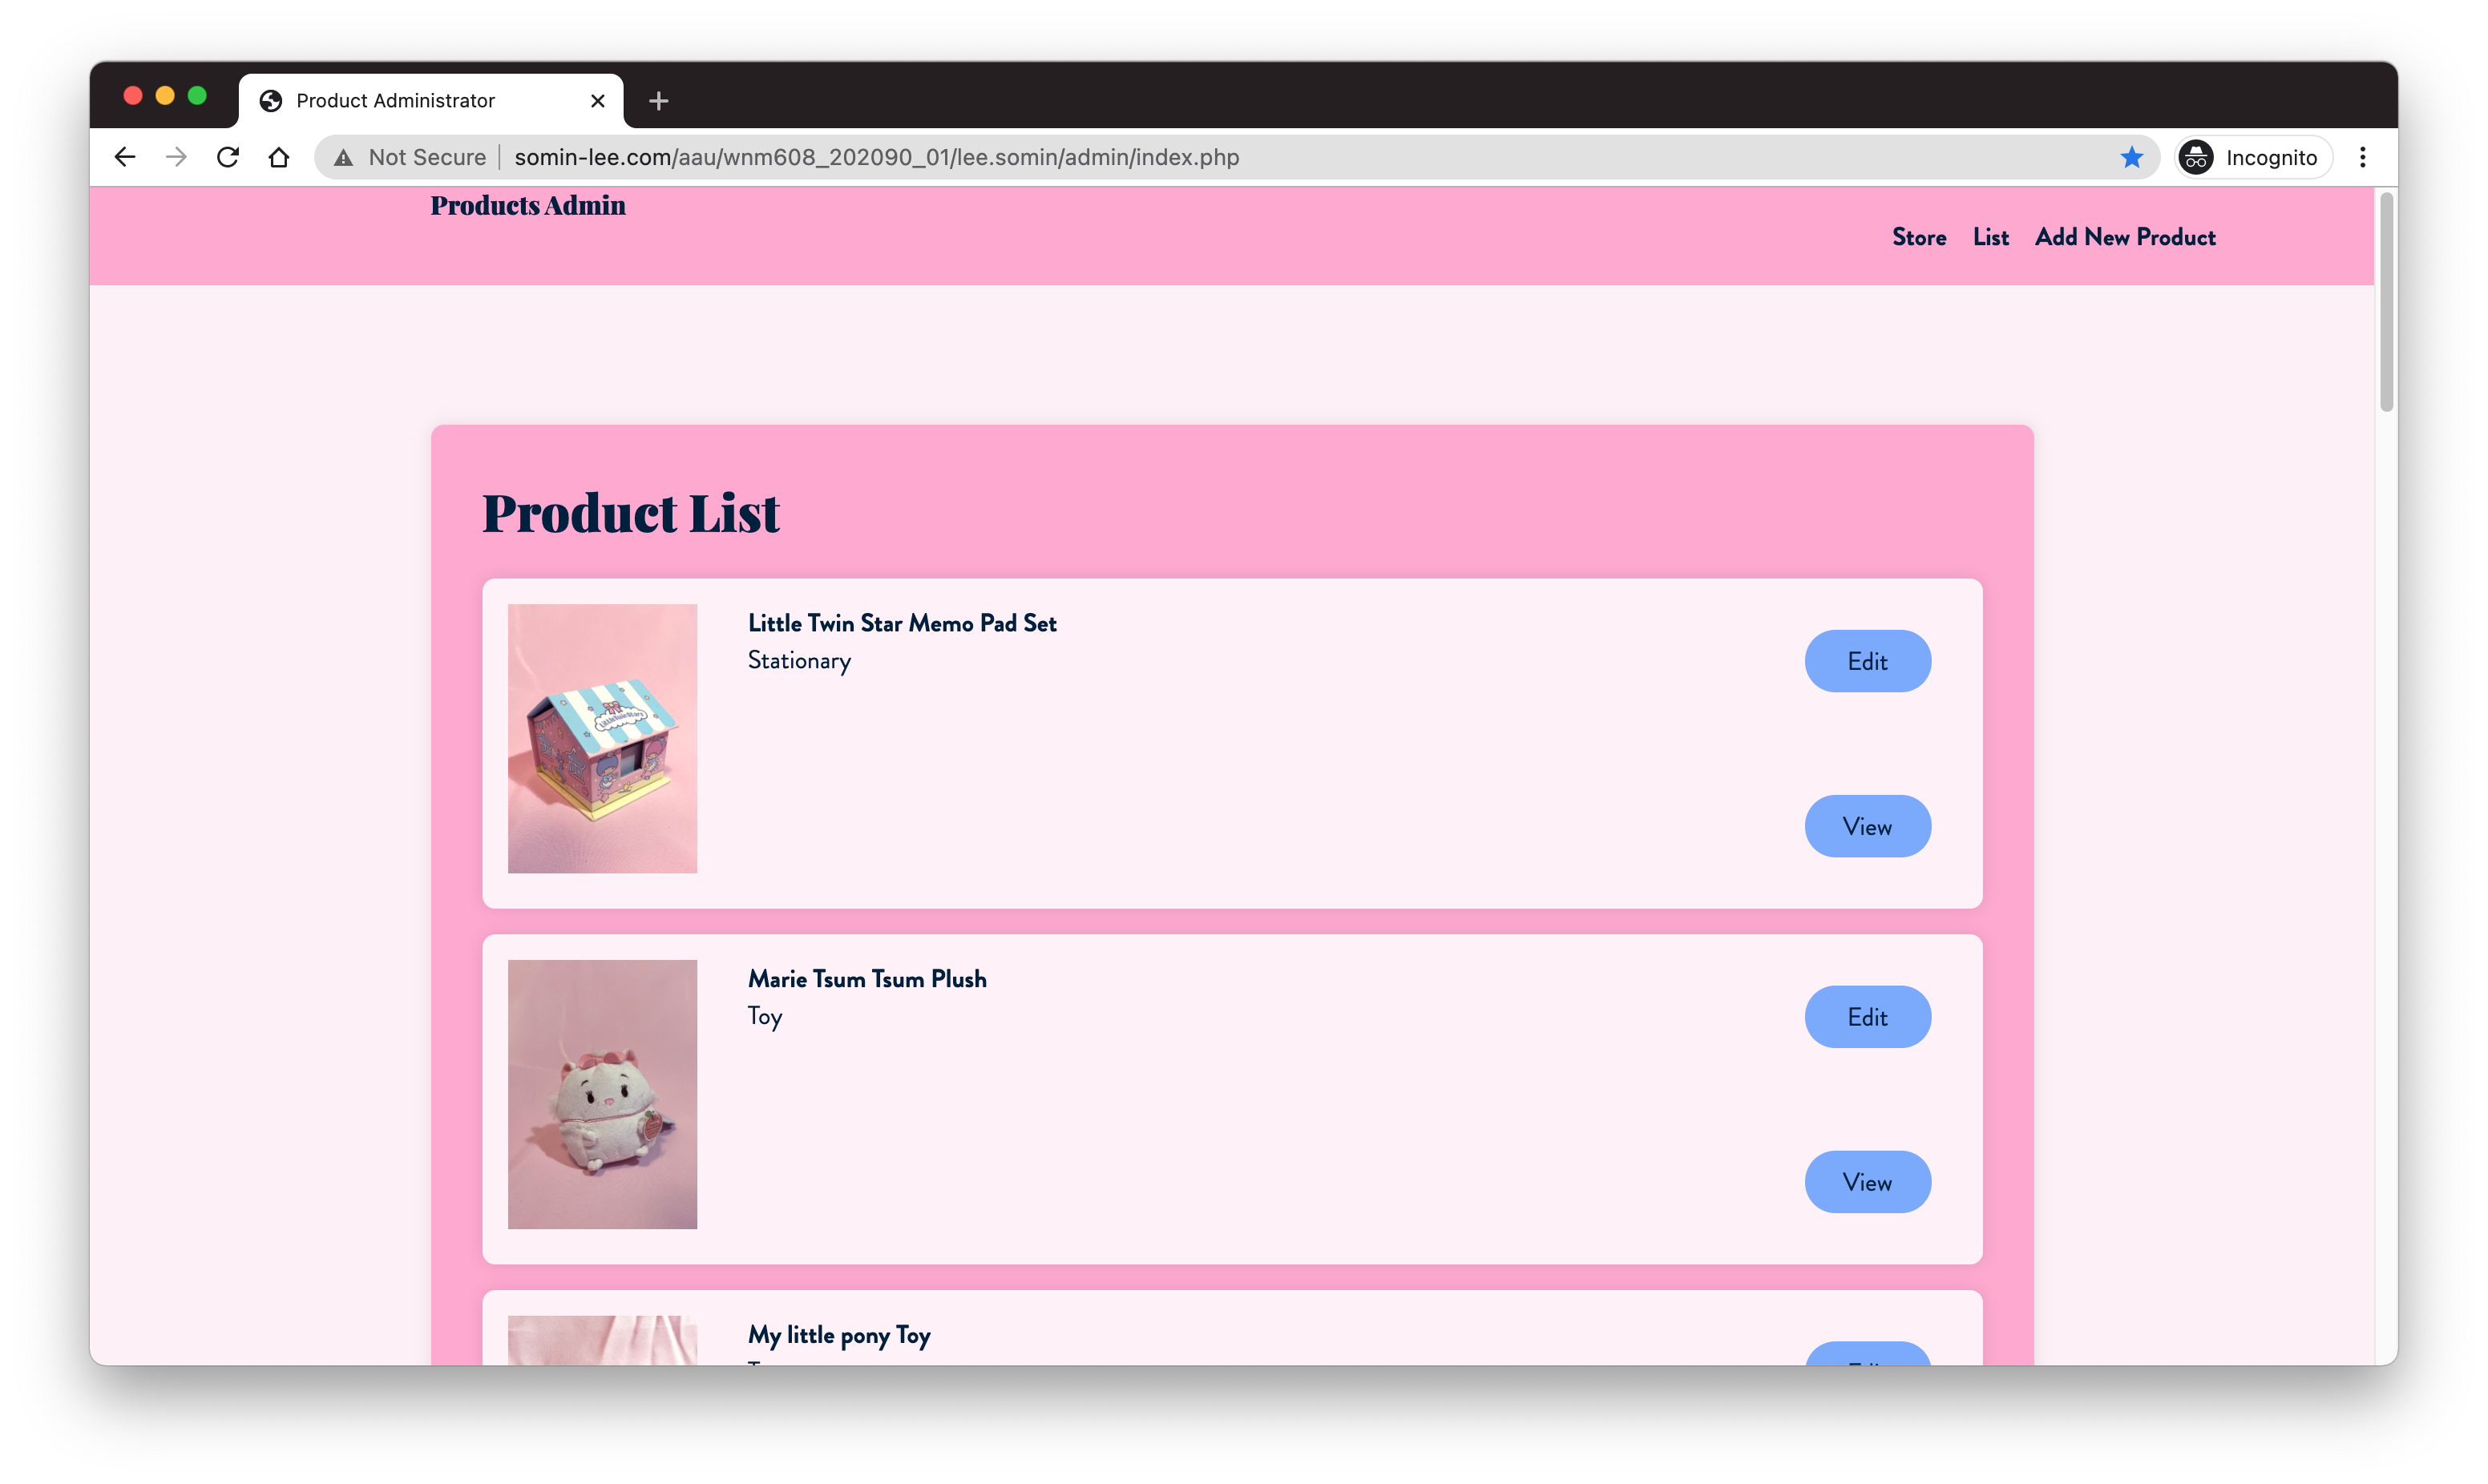 Product Administrator
Not Secure somin-lee.com/aau/wnm608_202090_01/lee.somin/admin/index.php Incognito
Products Admin
Store List Add New Product
Product List
Little Twin Star Memo Pad Set
Stationary
Edit
LittleTwinStars
View
Marie Tsum Tsum Plush
Toy
Edit
View
My little pony Toy